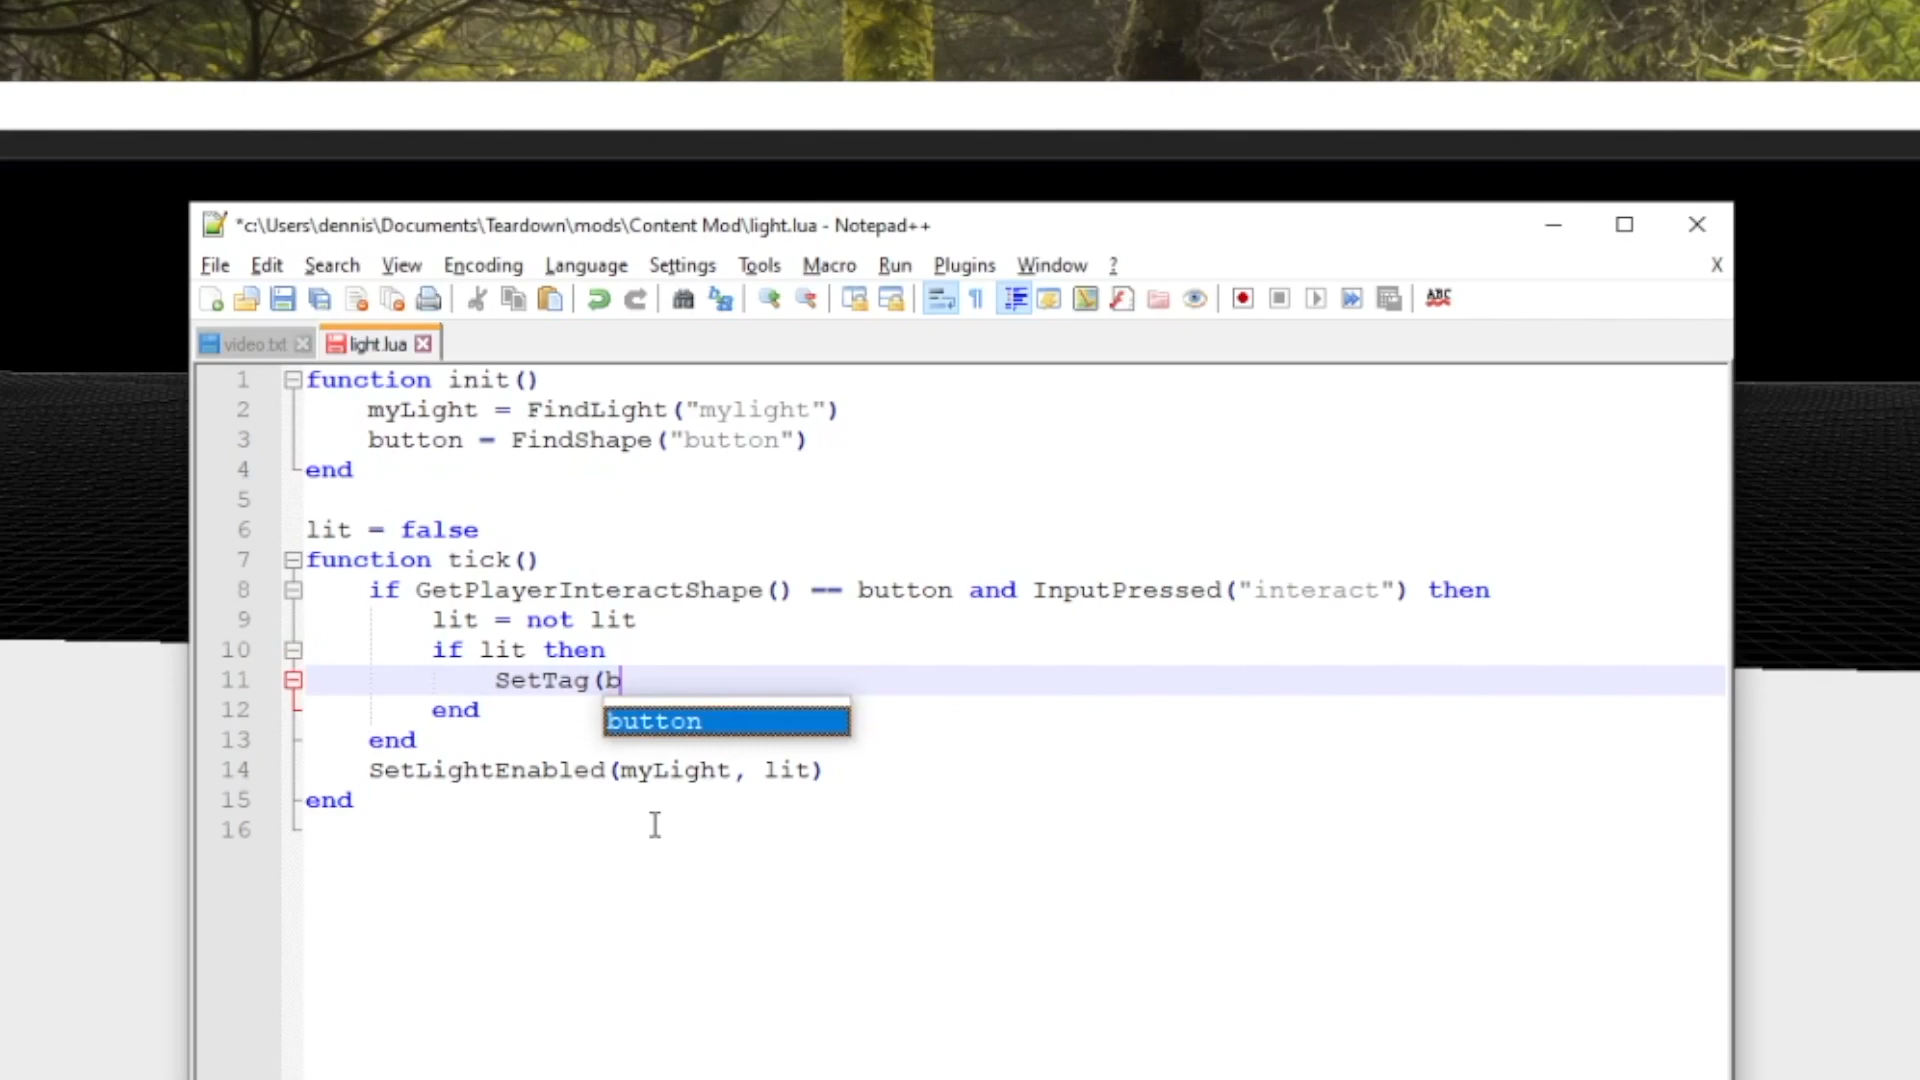 *c:\Users\dennis\Documents\Teardown\mods\Content Mod\light.lua - Notepad++
File Edit Search View Encoding Language Settings Tools Macro Run Plugins Window ? X
ABC
video.txt light.lua
1 function init()
2 myLight = FindLight("mylight")
3 button = FindShape("button")
4 end
5
6 lit = false
7 function tick()
8 if GetPlayerInteractShape() == button and InputPressed("interact") then
9 lit = not lit
10 if lit then
11 SetTag(b
button
12 end
13 end
14 SetLightEnabled(myLight, lit)
15 end
16